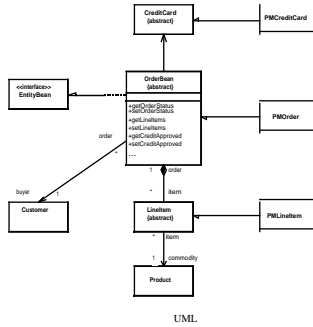 CreditCard
{abstract}
PMCreditCard
<<interface>>
EntityBean
OrderBean
{abstract}
+getOrderStatus
+setOrderStatus
+getLineItems
+setLineItems
+getCreditApproved
+setCreditApproved
....
PMOrder
order
*
1
order
buyer
1
*
item
Customer
LineItem
{abstract}
PMLineItem
*
item
1
commodity
Product
UML